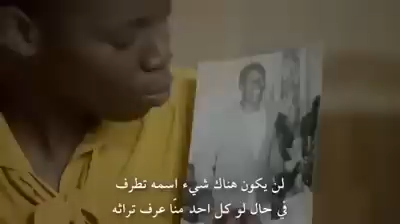 لن يكون هناك شيء اسمه تطرف
في حال لو كل احد منّا عرف تراثه